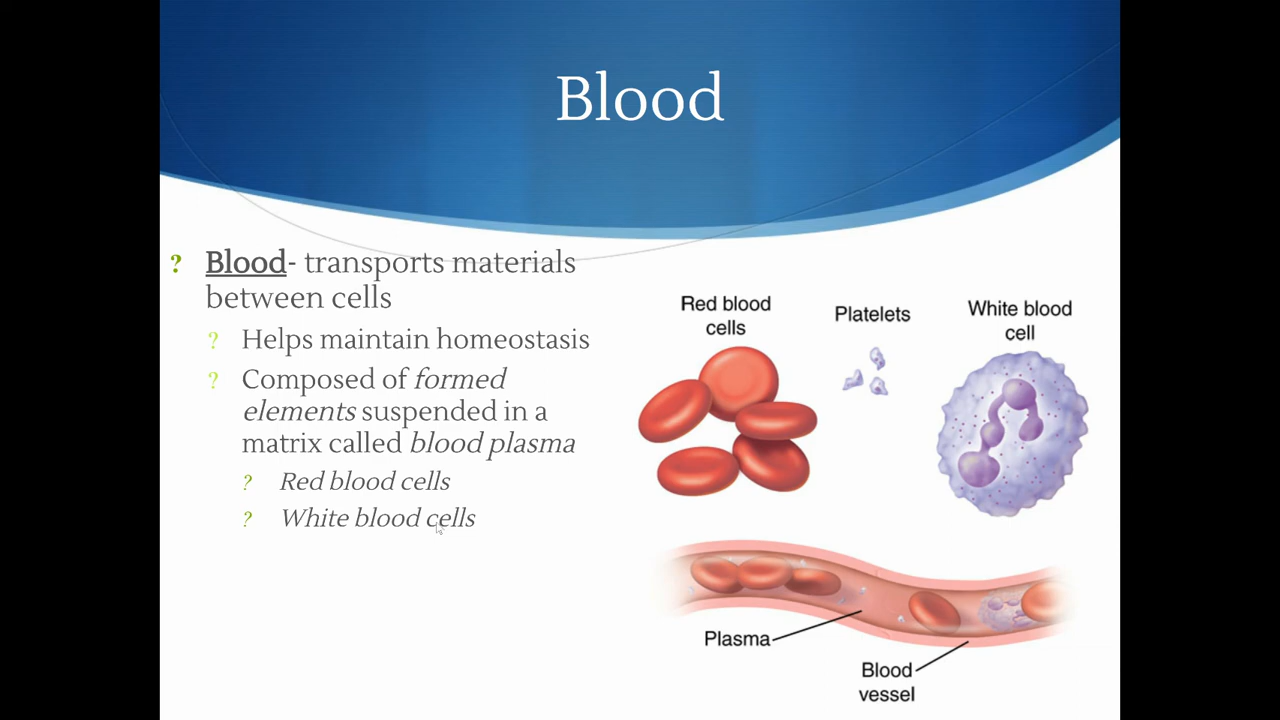 Blood
? Blood- transports materials
between cells
? Helps maintain homeostasis
? Composed of formed
elements suspended in a
matrix called blood plasma
? Red blood cells
? White blood cells
Red blood
cells
Platelets
White blood
cell
Plasma
Blood
vessel